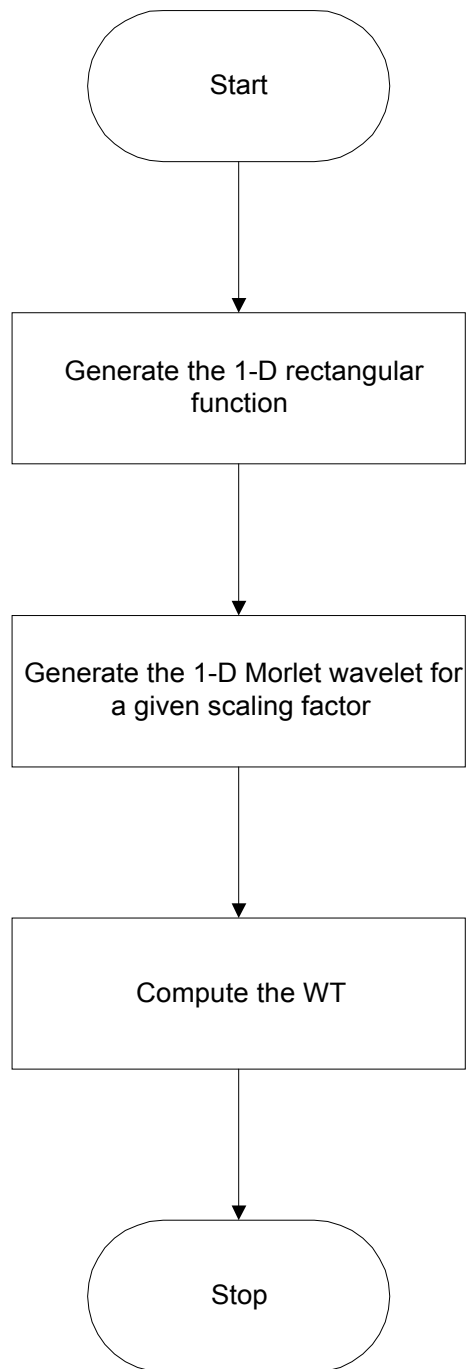 Start
Generate the 1-D rectangular
function
Generate the 1-D Morlet wavelet for
a given scaling factor
Compute the WT
Stop